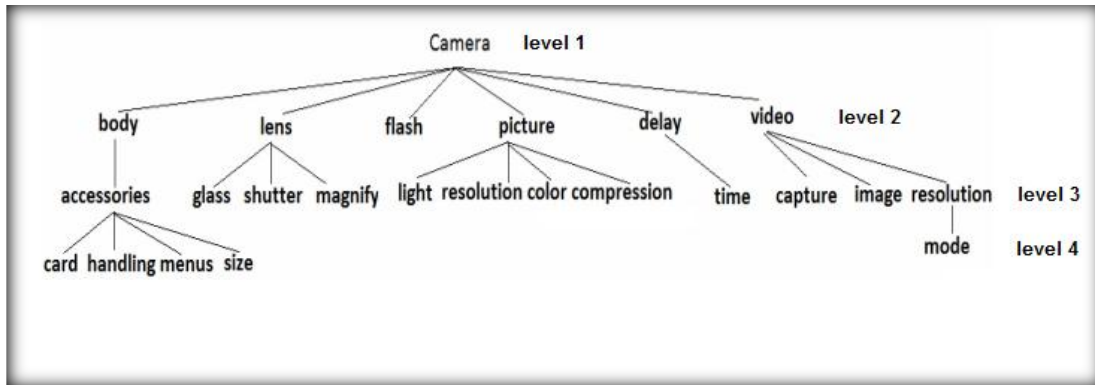 Camera level 1
body lens flash picture delay video level 2
accessories glass shutter magnify light resolution color compression time capture image resolution level 3
card handling menus size mode level 4